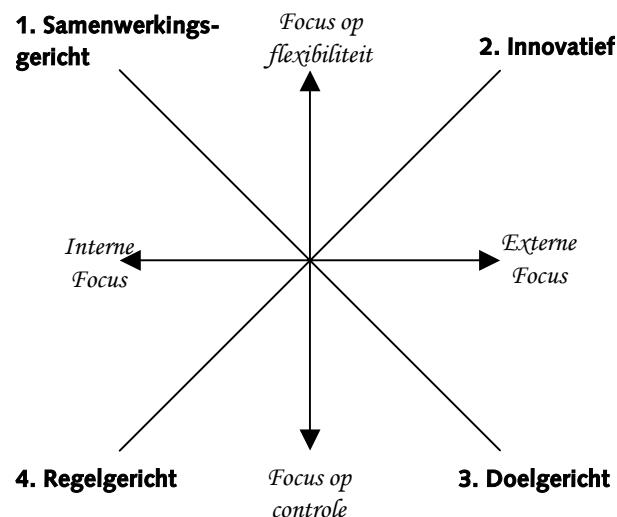 1. Samenwerkings-
gericht
Focus op
flexibiliteit
2. Innovatief
Interne
Focus
Externe
Focus
4. Regelgericht
Focus op
controle
3. Doelgericht